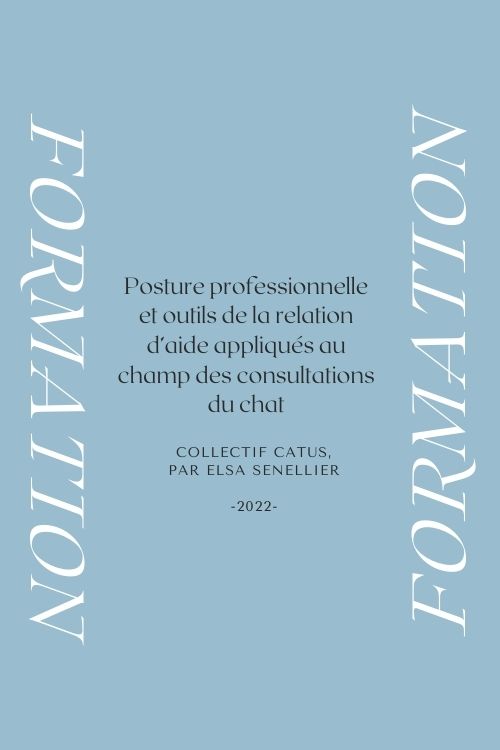 FORMATION
Posture professionnelle
et outils de la relation
d'aide appliqués au
champ des consultations
du chat
COLLECTIF CATUS,
PAR ELSA SENELLIER
-2022-
FORMATION